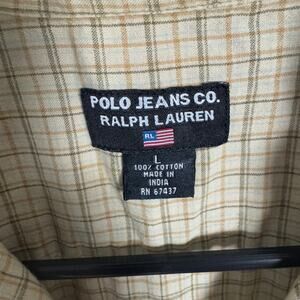 POLO JEANS CO.
RALPH LAUREN
RL
L
100% COTTON
MADE IN
INDIA
RN 67437